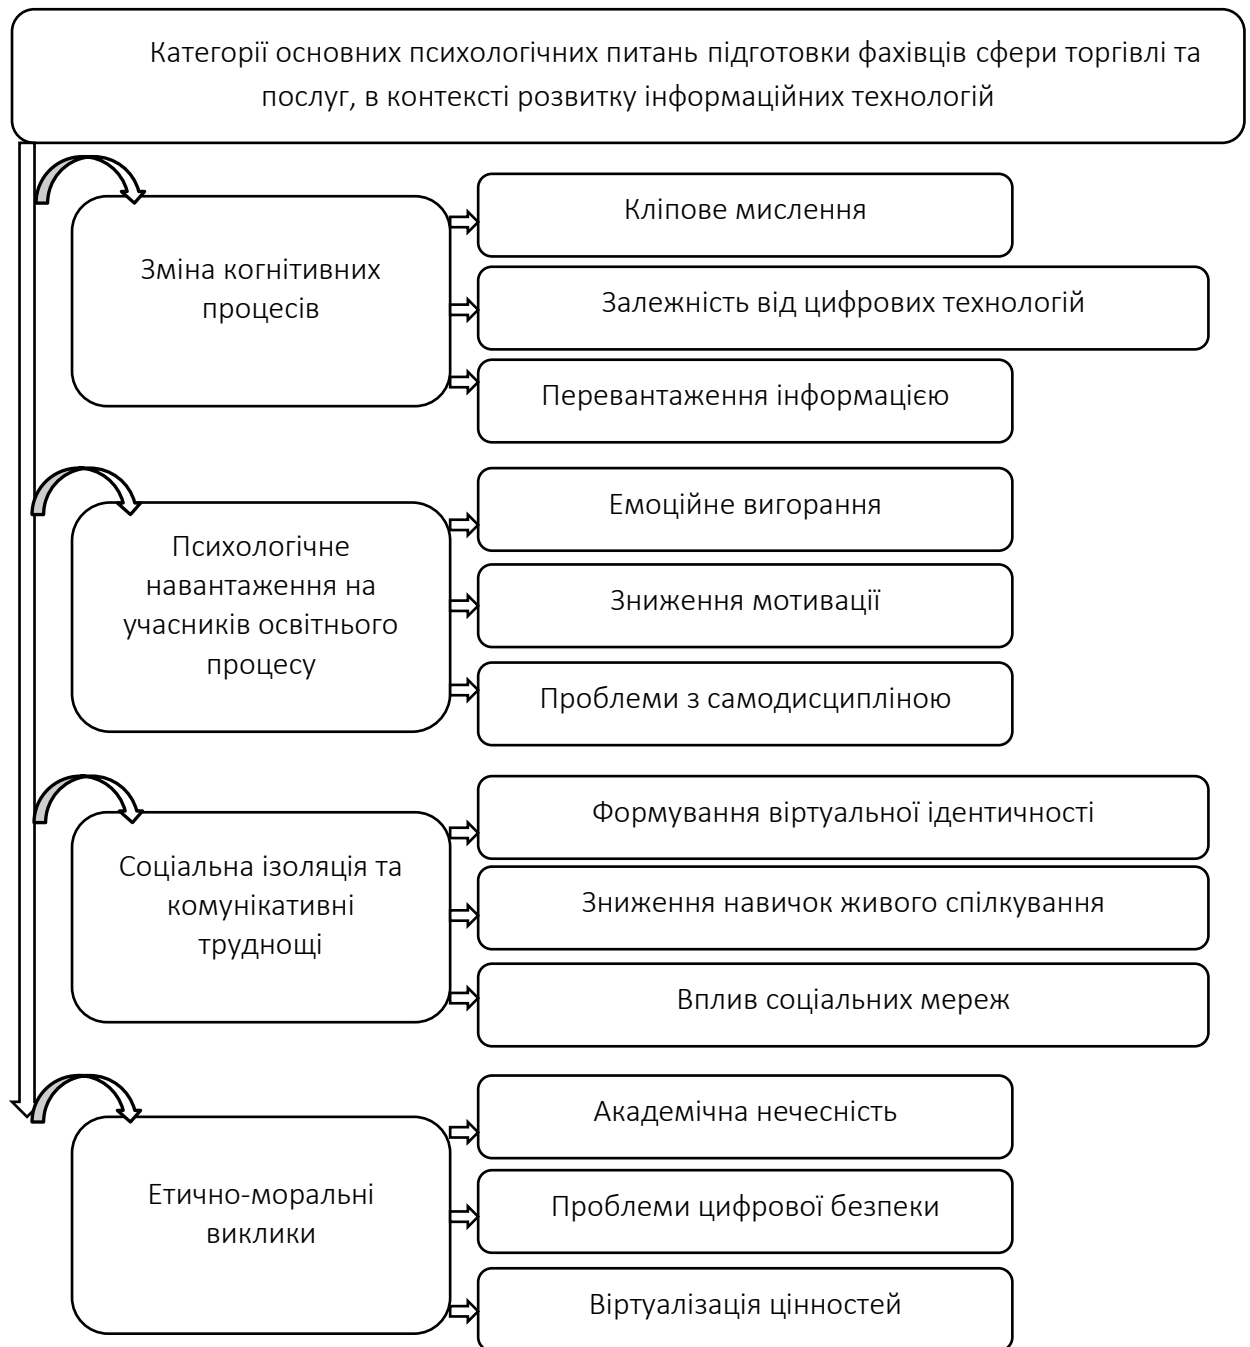 Категорії основних психологічних питань підготовки фахівців сфери торгівлі та
послуг, в контексті розвитку інформаційних технологій
Зміна когнітивних
процесів
Кліпове мислення
Залежність від цифрових технологій
Перевантаження інформацією
Психологічне
навантаження на
учасників освітнього
процесу
Емоційне вигорання
Зниження мотивації
Проблеми з самодисципліною
Соціальна ізоляція та
комунікативні
труднощі
Формування віртуальної ідентичності
Зниження навичок живого спілкування
Вплив соціальних мереж
Етично-моральні
виклики
Академічна нечесність
Проблеми цифрової безпеки
Віртуалізація цінностей